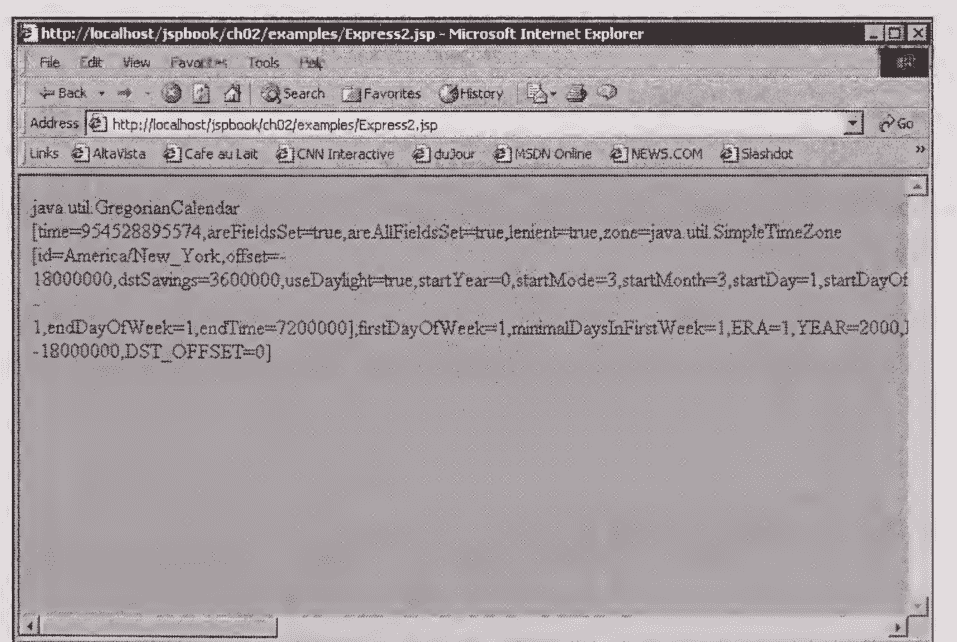 http://localhost/jspbook/ch02/examples/Express2.jsp - Microsoft Internet Explorer
File Edit View Favorites Tools Help
Back Search Favorites History
Address http://localhost/jspbook/ch02/examples/Express2.jsp Go
Links AltaVista Cafe au Lait CNN Interactive duJour MSDN Online NEWS.COM Slashdot »
java.util.GregorianCalendar
[time=954528895574,areFieldsSet=true,areAllFieldsSet=true,lenient=true,zone=java.util.SimpleTimeZone
[id=America/New_York,offset=-
18000000,dstSavings=3600000,useDaylight=true,startYear=0,startMode=3,startMonth=3,startDay=1,startDayOf
-
1,endDayOfWeek=1,endTime=7200000],firstDayOfWeek=1,minimalDaysInFirstWeek=1,ERA=1,YEAR=2000,
-18000000,DST_OFFSET=0]